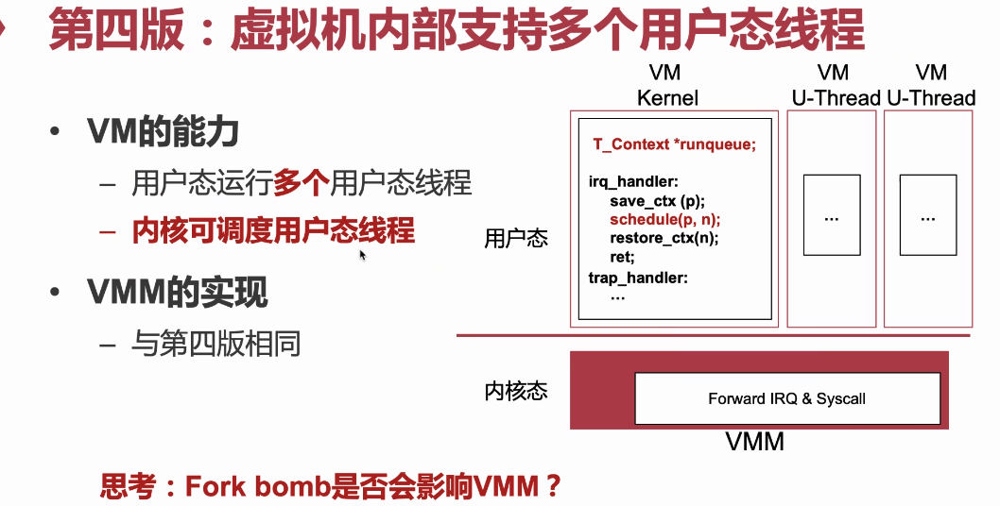 第四版：虚拟机内部支持多个用户态线程
• VM的能力
– 用户态运行多个用户态线程
– 内核可调度用户态线程
• VMM的实现
– 与第四版相同
思考：Fork bomb是否会影响VMM？
VM
Kernel
VM
U-Thread
VM
U-Thread
T_Context *runqueue;
irq_handler:
save_ctx (p);
schedule(p, n);
restore_ctx(n);
ret;
trap_handler:
...
...
...
用户态
内核态
Forward IRQ & Syscall
VMM